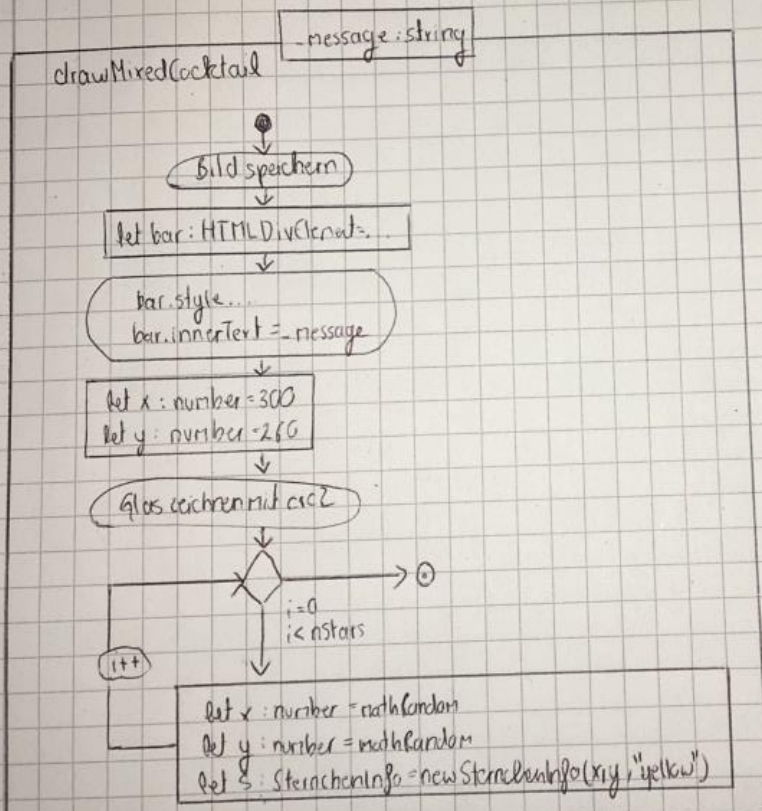 _message : string
drawMixedCocktail
Bild speichern
let bar : HTMLDivElement=...
bar.style...
bar.innerText = _message
let x : number = 300
let y : number = 260
Glas zeichnen mit crc2
i=0
i< nStars
i++
let x : number = mathRandom
let y : number = mathRandom
let s : SternchenInfo = new SternchenInfo(x,y,"yellow")